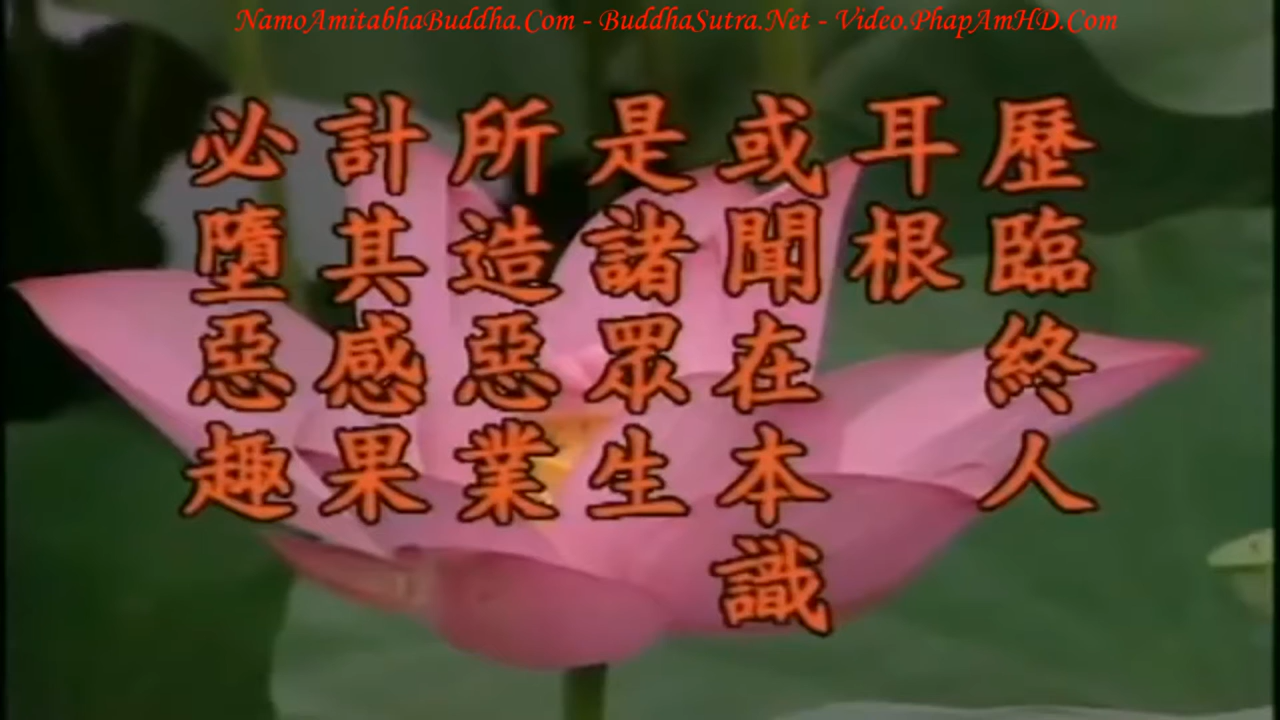 NamoAmitabhaBuddha.Com - BuddhaSutra.Net - Video.PhapAmHD.Com
歷臨終人
耳根
或聞在本識
是諸眾生
所造惡業
計其感果
必墮惡趣